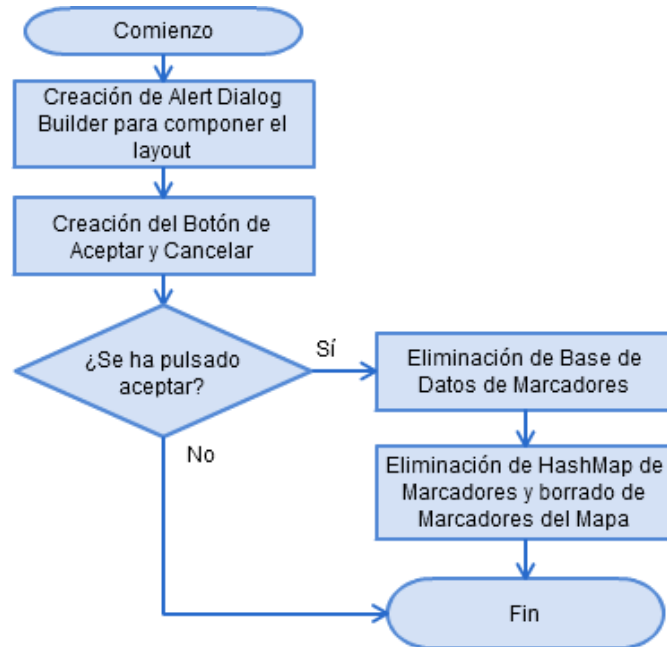 Comienzo
Creación de Alert Dialog
Builder para componer el
layout
Creación del Botón de
Aceptar y Cancelar
¿Se ha pulsado
aceptar?
Sí
No
Eliminación de Base de
Datos de Marcadores
Eliminación de HashMap de
Marcadores y borrado de
Marcadores del Mapa
Fin